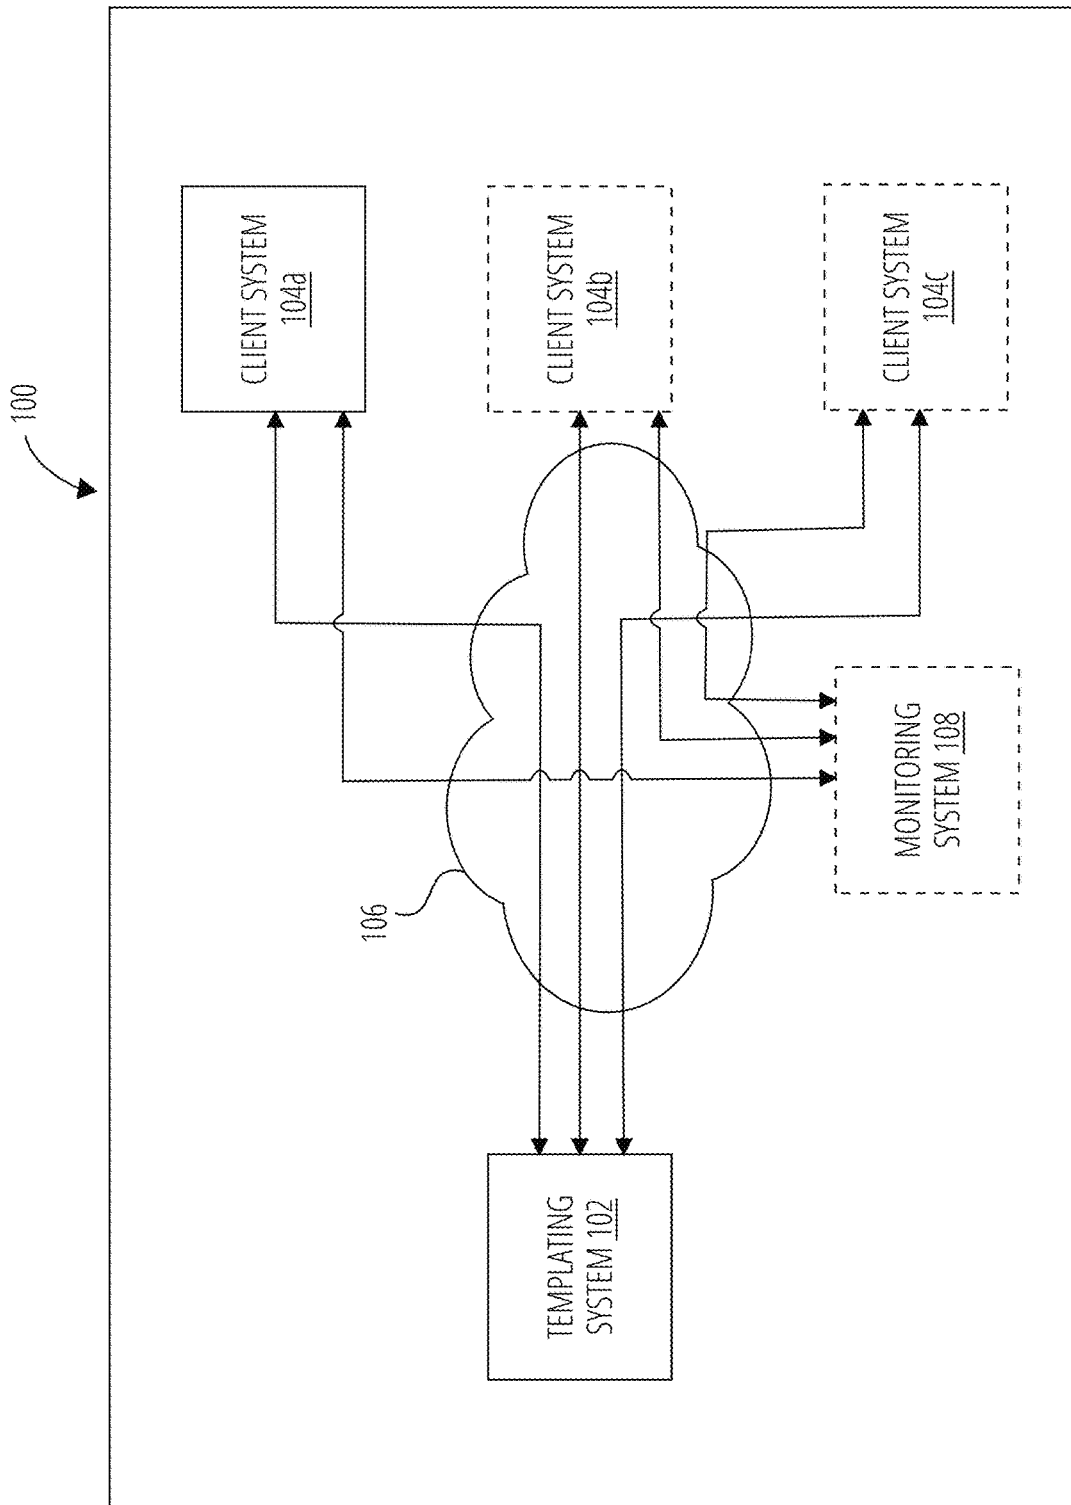 100
CLIENT SYSTEM
104a
CLIENT SYSTEM
104b
CLIENT SYSTEM
104c
106
TEMPLATING
SYSTEM 102
MONITORING
SYSTEM 108